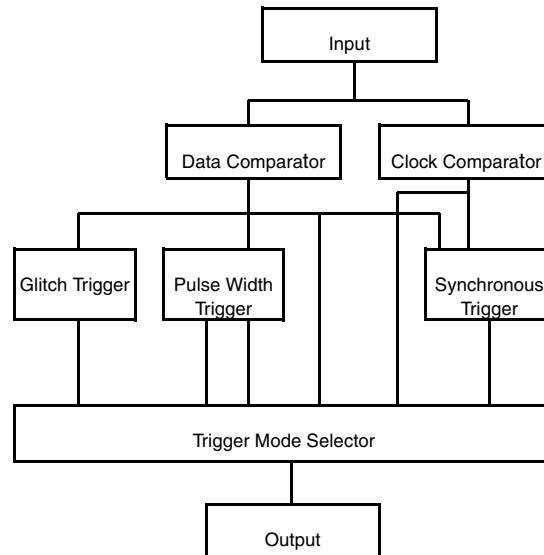 Input
Data Comparator
Clock Comparator
Glitch Trigger
Pulse Width
Trigger
Synchronous
Trigger
Trigger Mode Selector
Output